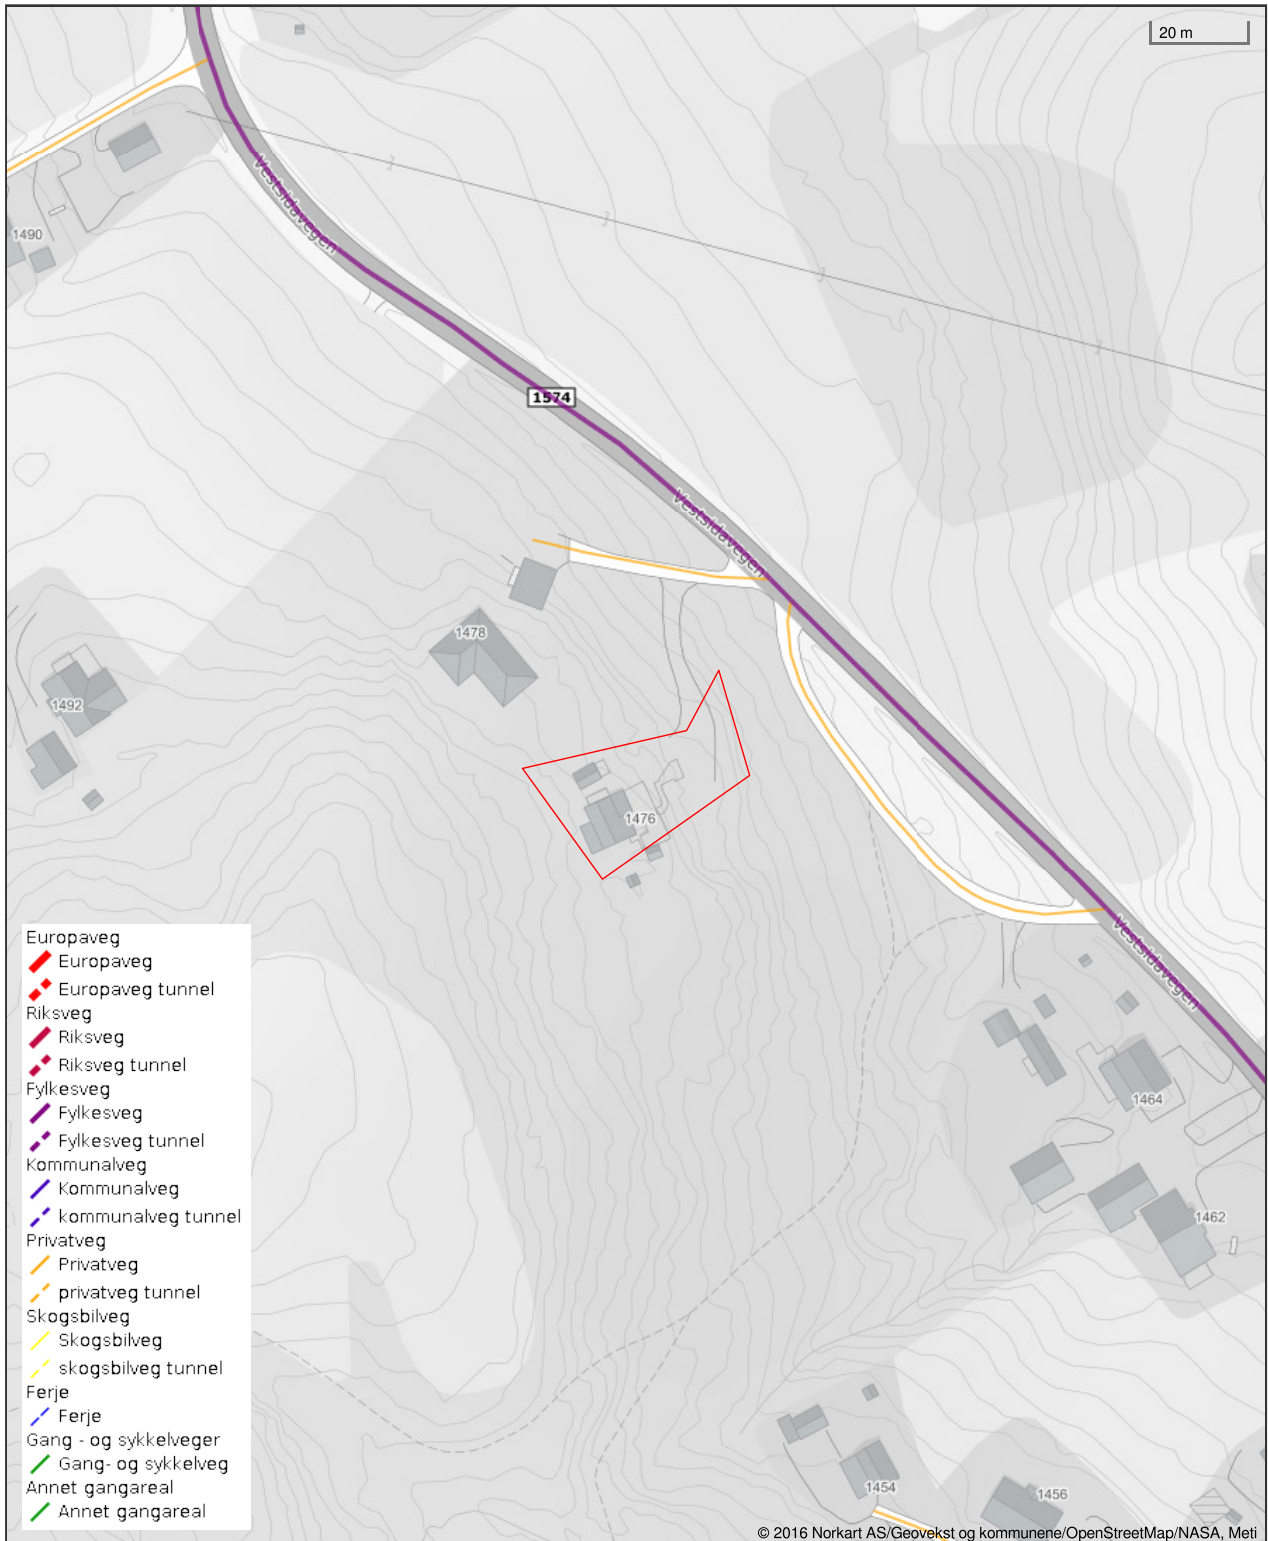 20 m
Vestsidavegen
1490
1574
Vestsidavegen
1478
1492
1476
Vestsidavegen
1464
1462
1454
1456
Europaveg
Europaveg
Europaveg tunnel
Riksveg
Riksveg
Riksveg tunnel
Fylkesveg
Fylkesveg
Fylkesveg tunnel
Kommunalveg
Kommunalveg
kommunalveg tunnel
Privatveg
Privatveg
privatveg tunnel
Skogsbilveg
Skogsbilveg
skogsbilveg tunnel
Ferje
Ferje
Gang - og sykkelveger
Gang- og sykkelveg
Annet gangareal
Annet gangareal
© 2016 Norkart AS/Geovekst og kommunene/OpenStreetMap/NASA, Meti